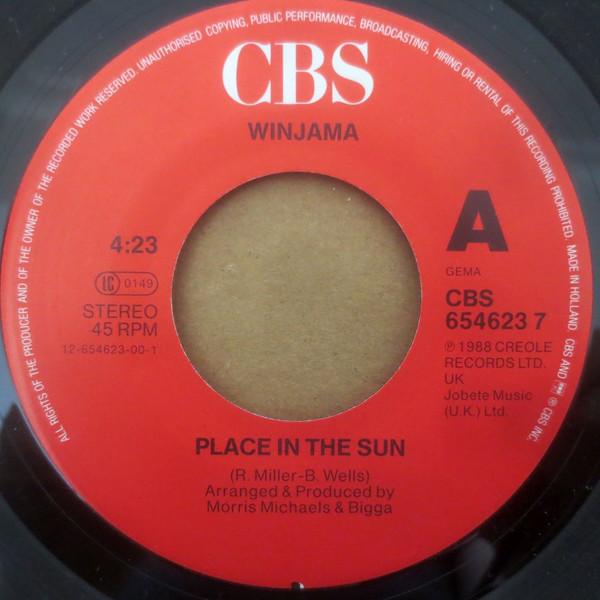 ALL RIGHTS OF THE PRODUCER AND OF THE OWNER OF THE RECORDED WORK RESERVED. UNAUTHORISED COPYING, PUBLIC PERFORMANCE, BROADCASTING, HIRING OR RENTAL OF THIS RECORDING PROHIBITED. MADE IN HOLLAND. CBS AND ® CBS INC.
CBS
WINJAMA
A
4:23
GEMA
LC 0149
CBS
654623 7
STEREO
45 RPM
12-654623-00-1
℗ 1988 CREOLE
RECORDS LTD.
UK
Jobete Music
(U.K.) Ltd.
PLACE IN THE SUN
(R. Miller-B. Wells)
Arranged & Produced by
Morris Michaels & Bigga